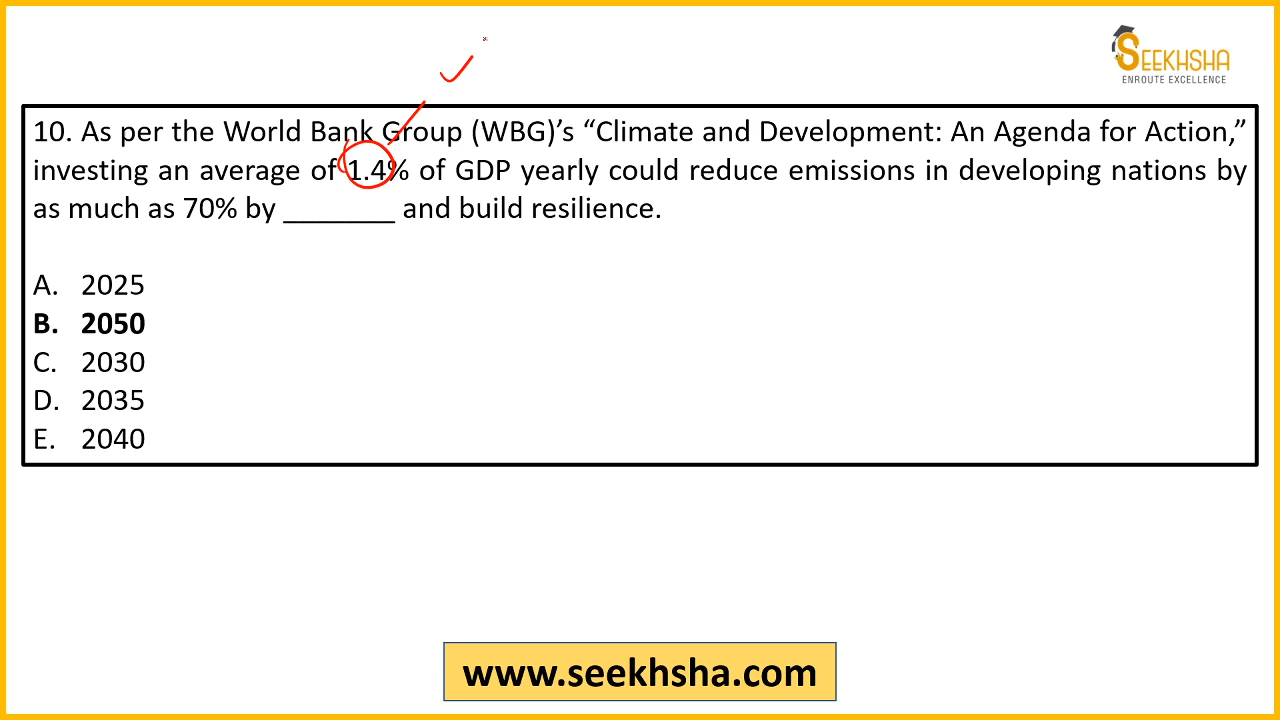 SEEKHSHA
ENROUTE EXCELLENCE
10. As per the World Bank Group (WBG)’s “Climate and Development: An Agenda for Action,”
investing an average of 1.4% of GDP yearly could reduce emissions in developing nations by
as much as 70% by _______ and build resilience.
A. 2025
B. 2050
C. 2030
D. 2035
E. 2040
www.seekhsha.com